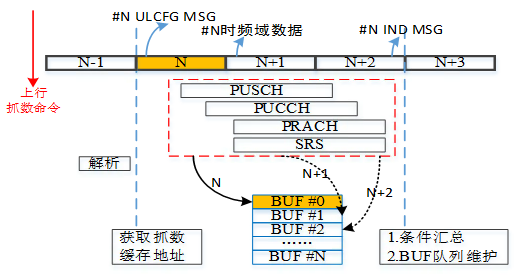 #N ULCFG MSG
#N时频域数据
#N IND MSG
N-1
N
N+1
N+2
N+3
上行
抓数命令
PUSCH
PUCCH
PRACH
SRS
解析
N
N+1
N+2
BUF #0
BUF #1
BUF #2
......
BUF #N
获取抓数
缓存地址
1.条件汇总
2.BUF队列维护